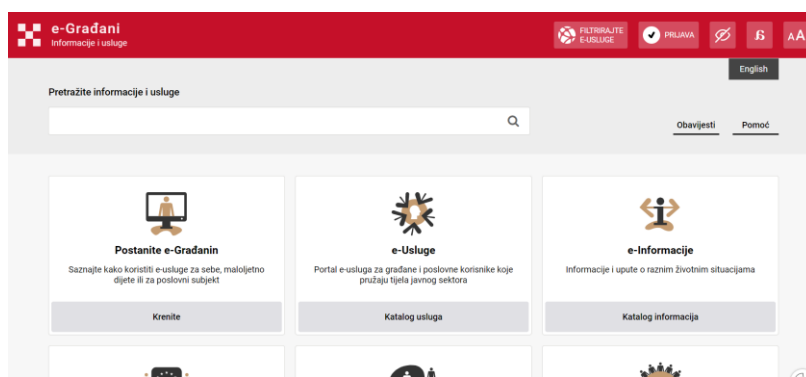 e-Građani
Informacije i usluge
FILTRIRAJTE
E-USLUGE
PRIJAVA
AA
English
Pretražite informacije i usluge
Obavijesti
Pomoć
Postanite e-Građanin
Saznajte kako koristiti e-usluge za sebe, maloljetno
dijete ili za poslovni subjekt
Krenite
e-Usluge
Portal e-usluga za građane i poslovne korisnike koje
pružaju tijela javnog sektora
Katalog usluga
e-Informacije
Informacije i upute o raznim životnim situacijama
Katalog informacija